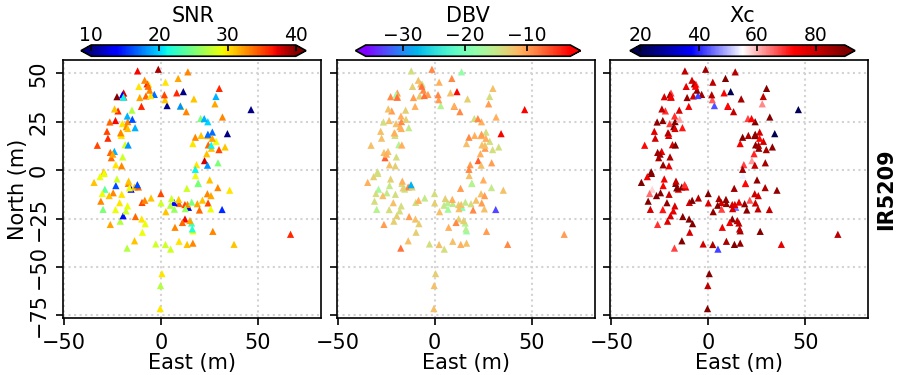 SNR DBV Xc
10 20 30 40 −30 −20 −10 20 40 60 80
50
25
0
−25
−50
−75
North (m)
IR5209
−50 0 50 −50 0 50 −50 0 50
East (m) East (m) East (m)